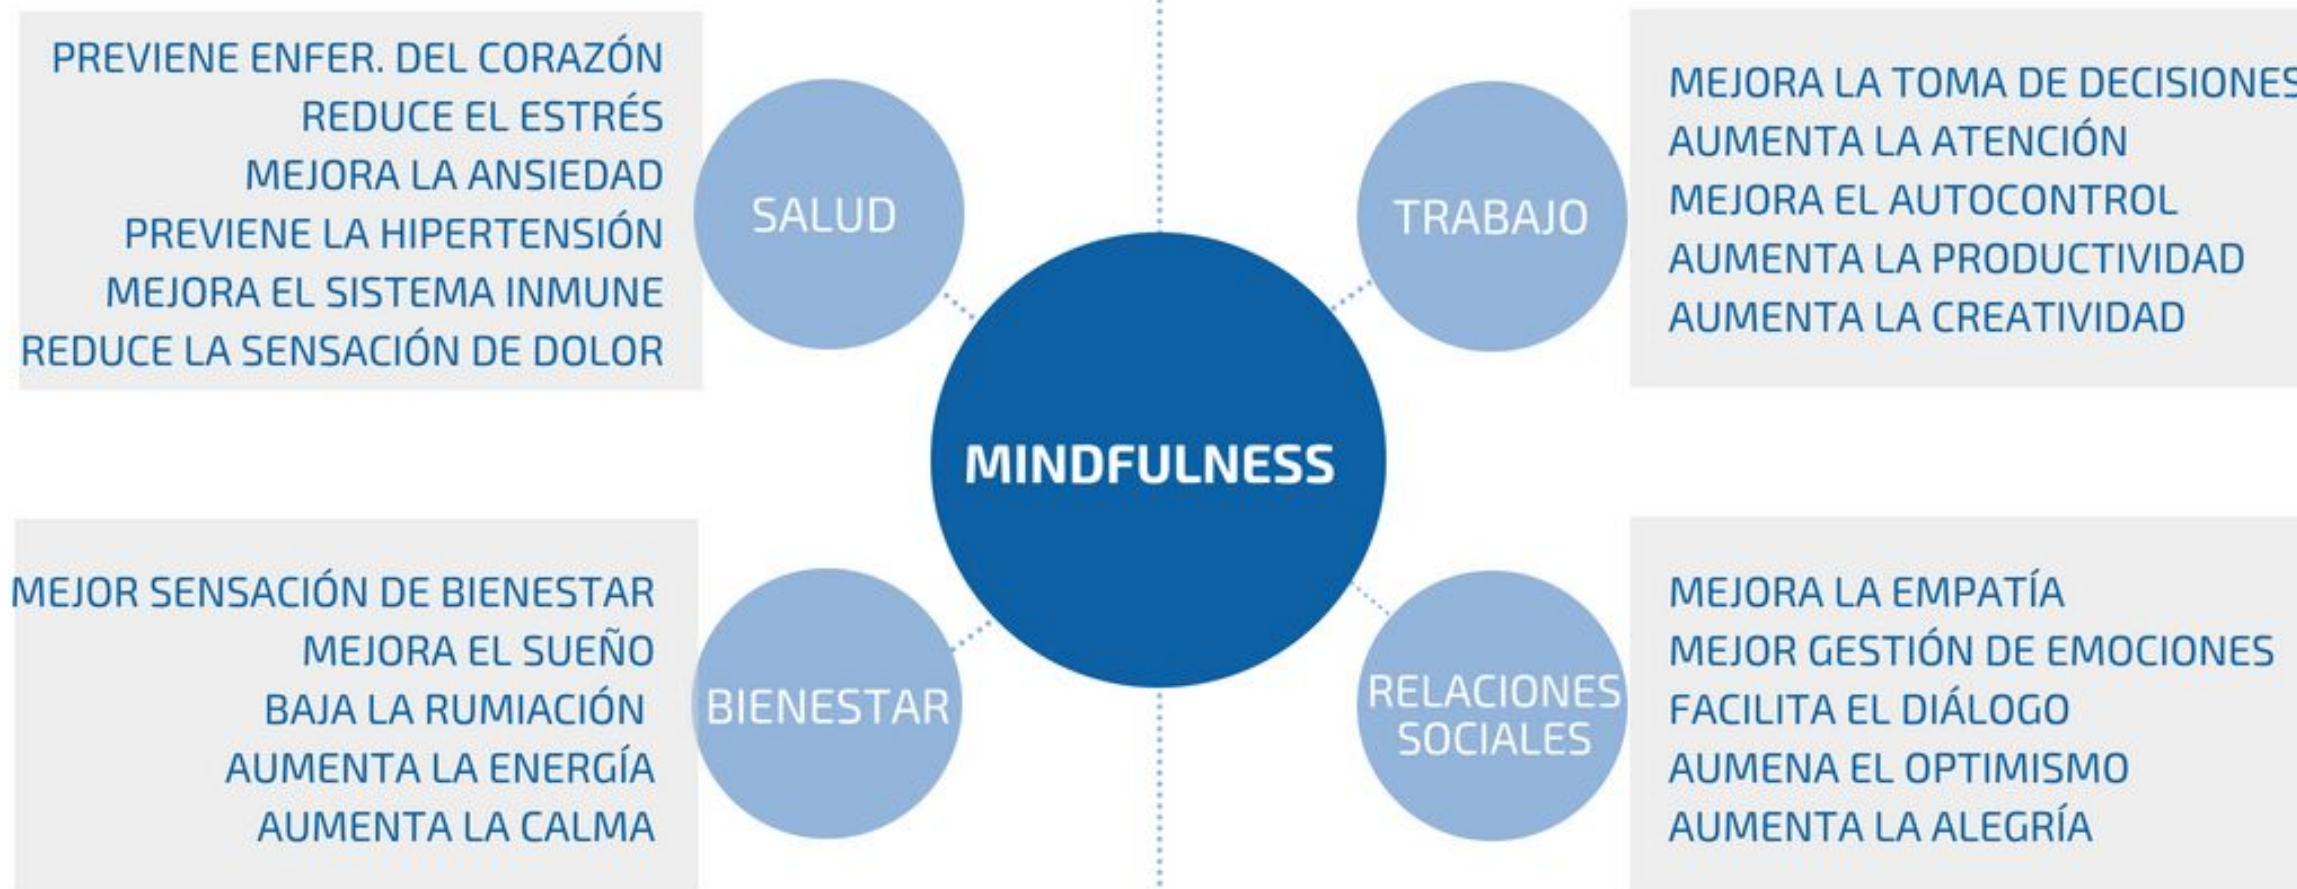 PREVIENE ENFER. DEL CORAZÓN
REDUCE EL ESTRÉS
MEJORA LA ANSIEDAD
PREVIENE LA HIPERTENSIÓN
MEJORA EL SISTEMA INMUNE
REDUCE LA SENSACIÓN DE DOLOR
SALUD
TRABAJO
MEJORA LA TOMA DE DECISIONES
AUMENTA LA ATENCIÓN
MEJORA EL AUTOCONTROL
AUMENTA LA PRODUCTIVIDAD
AUMENTA LA CREATIVIDAD
MINDFULNESS
MEJOR SENSACIÓN DE BIENESTAR
MEJORA EL SUEÑO
BAJA LA RUMIACIÓN
AUMENTA LA ENERGÍA
AUMENTA LA CALMA
BIENESTAR
RELACIONES
SOCIALES
MEJORA LA EMPATÍA
MEJOR GESTIÓN DE EMOCIONES
FACILITA EL DIÁLOGO
AUMENA EL OPTIMISMO
AUMENTA LA ALEGRÍA